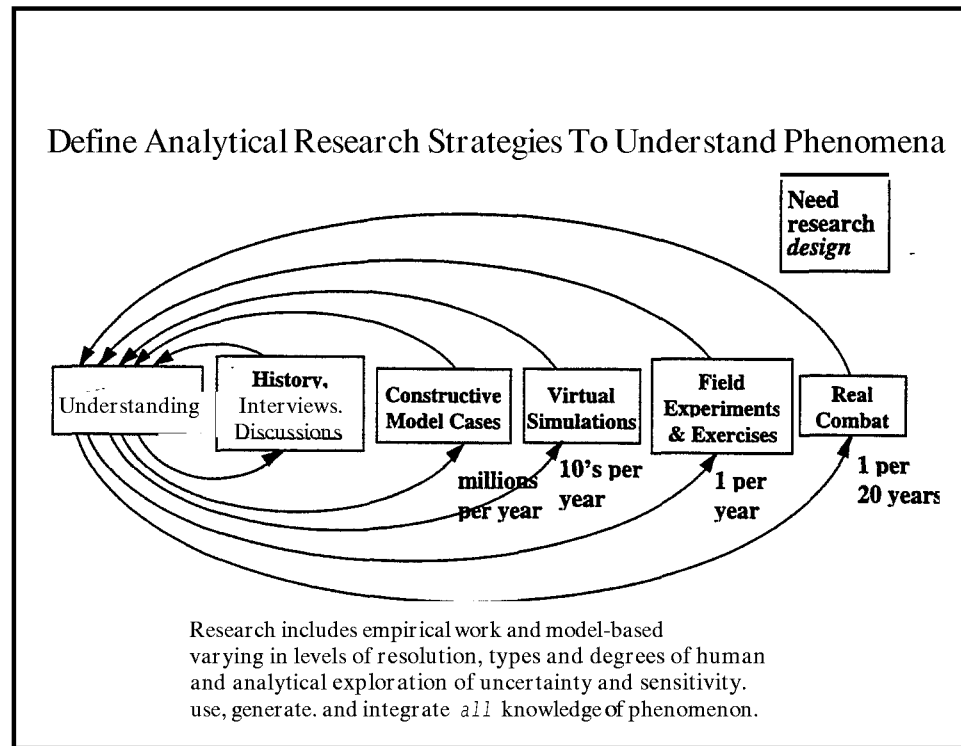 Define Analytical Research Strategies To Understand Phenomena
Need
research
design
Understanding
History,
Interviews.
Discussions
Constructive
Model Cases
Virtual
Simulations
Field
Experiments
& Exercises
Real
Combat
millions
per year
10's per
year
1 per
year
1 per
20 years
Research includes empirical work and model-based
varying in levels of resolution, types and degrees of human
and analytical exploration of uncertainty and sensitivity.
use, generate. and integrate all knowledge of phenomenon.